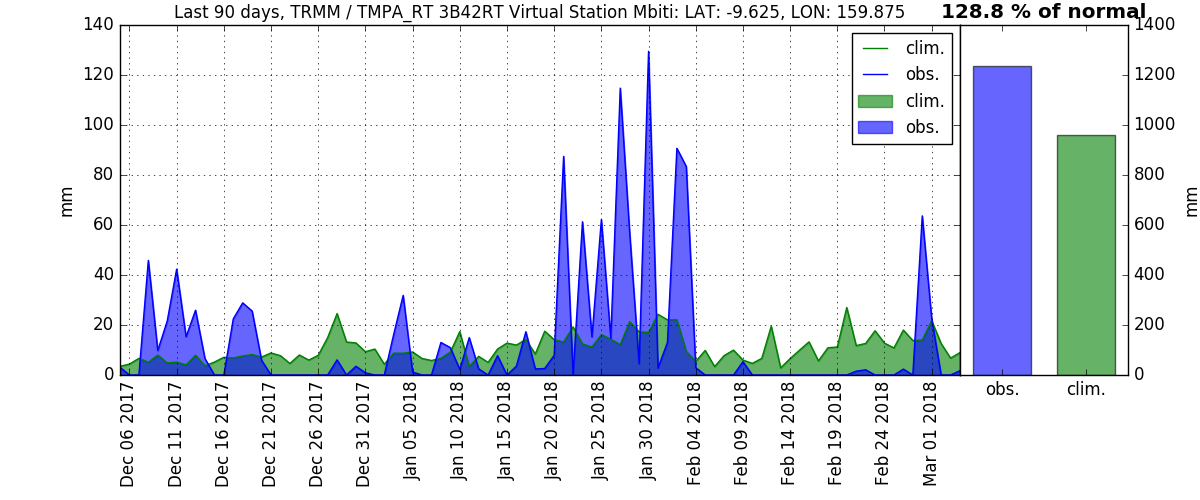 Last 90 days, TRMM / TMPA_RT 3B42RT Virtual Station Mbiti: LAT: -9.625, LON: 159.875
128.8 % of normal
clim.
obs.
clim.
obs.
mm
140
120
100
80
60
40
20
0
Dec 06 2017
Dec 11 2017
Dec 16 2017
Dec 21 2017
Dec 26 2017
Dec 31 2017
Jan 05 2018
Jan 10 2018
Jan 15 2018
Jan 20 2018
Jan 25 2018
Jan 30 2018
Feb 04 2018
Feb 09 2018
Feb 14 2018
Feb 19 2018
Feb 24 2018
Mar 01 2018
1400
1200
1000
800
600
400
200
0
mm
obs.
clim.